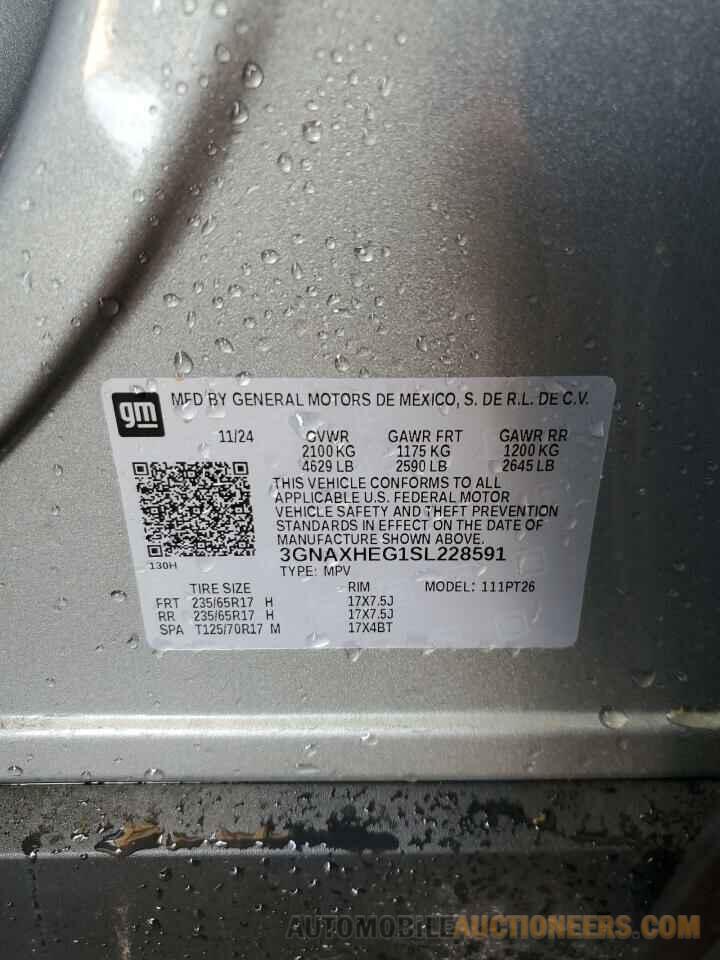 gm
MFD BY GENERAL MOTORS DE MEXICO, S. DE R.L. DE C.V.
11/24 GVWR GAWR FRT GAWR RR
2100 KG 1175 KG 1200 KG
4629 LB 2590 LB 2645 LB
THIS VEHICLE CONFORMS TO ALL
APPLICABLE U.S. FEDERAL MOTOR
VEHICLE SAFETY AND THEFT PREVENTION
STANDARDS IN EFFECT ON THE DATE OF
MANUFACTURE SHOWN ABOVE.
3GNAXHEG1SL228591
130H
TYPE: MPV
TIRE SIZE RIM MODEL: 111PT26
FRT 235/65R17 H 17X7.5J
RR 235/65R17 H 17X7.5J
SPA T125/70R17 M 17X4BT
AUTOMOBILEAUCTIONEERS.COM